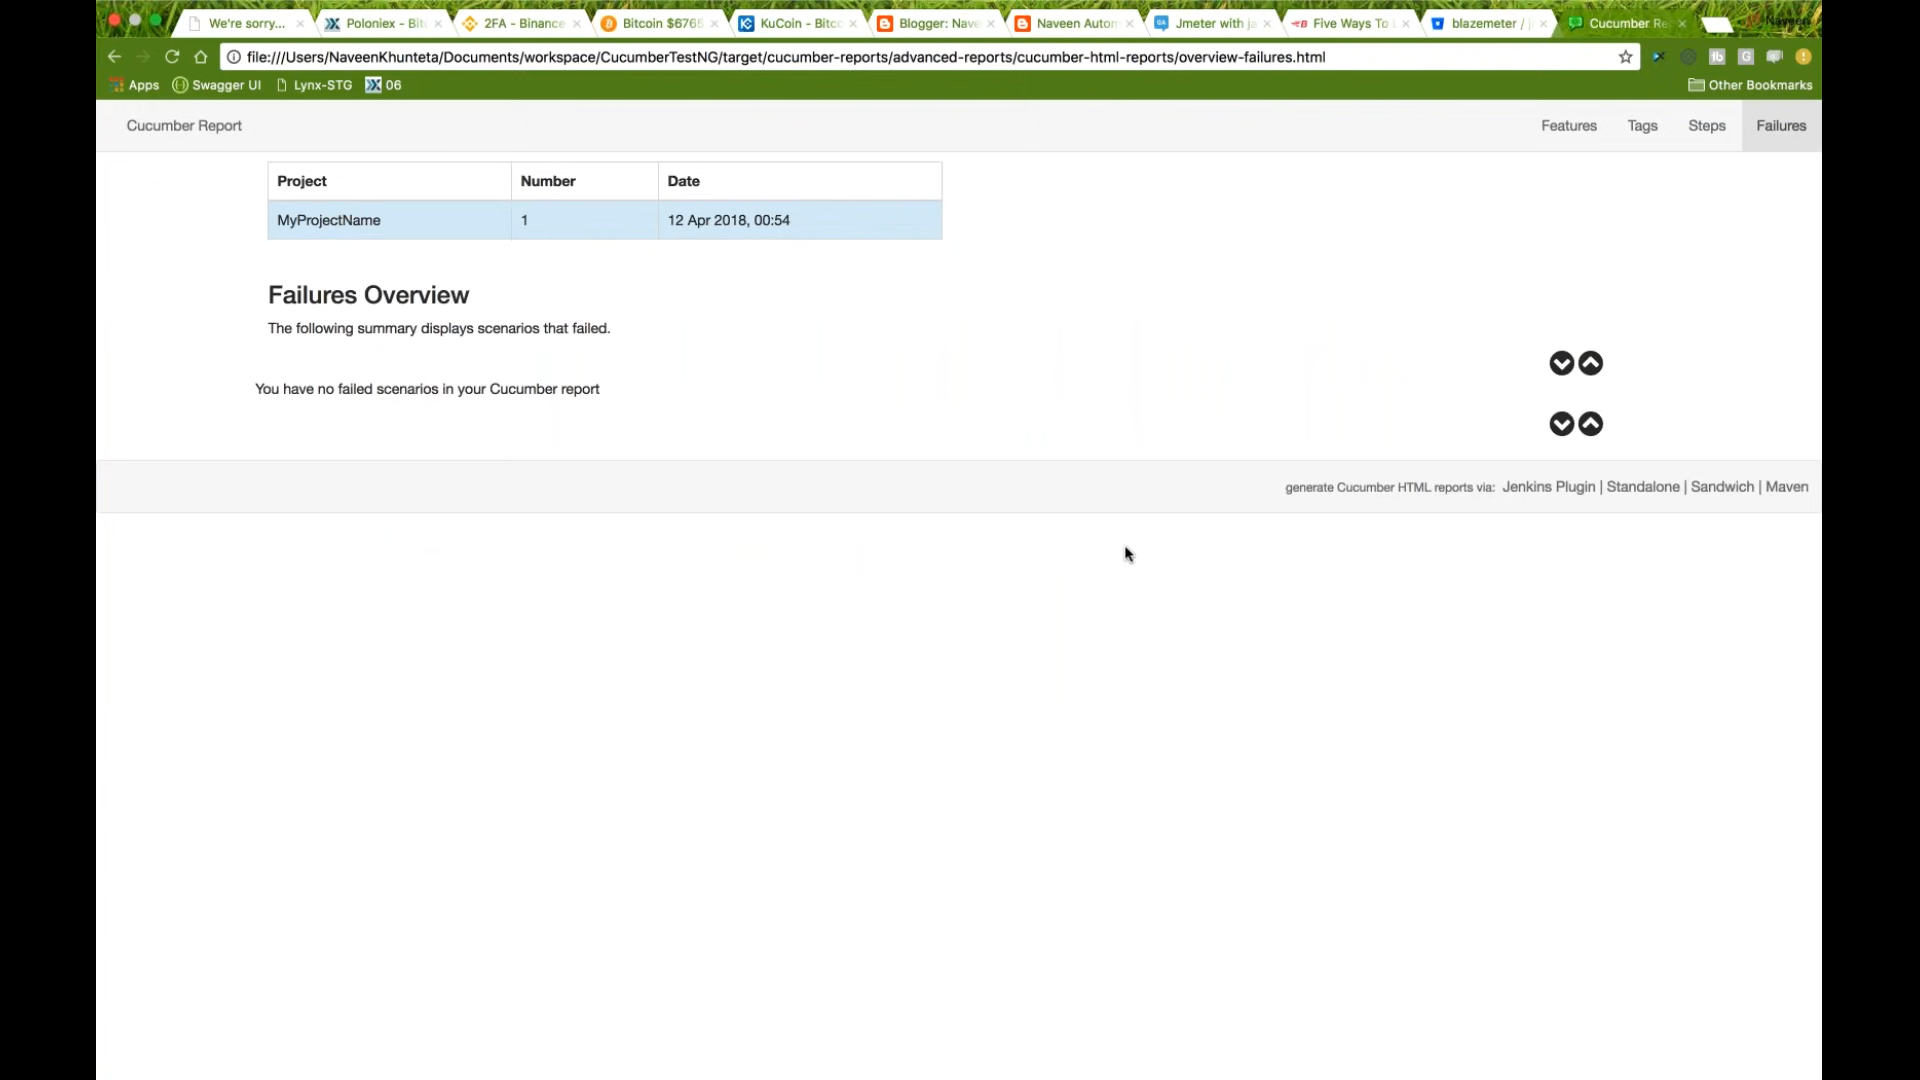 We're sorry...
Poloniex - Bit
2FA - Binance
Bitcoin $6765
KuCoin - Bitco
Blogger: Nave
Naveen Autom
Jmeter with ja
Five Ways To L
blazemeter / j
Cucumber Re
Naveen
file:///Users/NaveenKhunteta/Documents/workspace/CucumberTestNG/target/cucumber-reports/advanced-reports/cucumber-html-reports/overview-failures.html
Apps Swagger UI Lynx-STG 06 Other Bookmarks
Cucumber Report Features Tags Steps Failures
Project Number Date
MyProjectName 1 12 Apr 2018, 00:54
Failures Overview
The following summary displays scenarios that failed.
You have no failed scenarios in your Cucumber report
generate Cucumber HTML reports via: Jenkins Plugin | Standalone | Sandwich | Maven